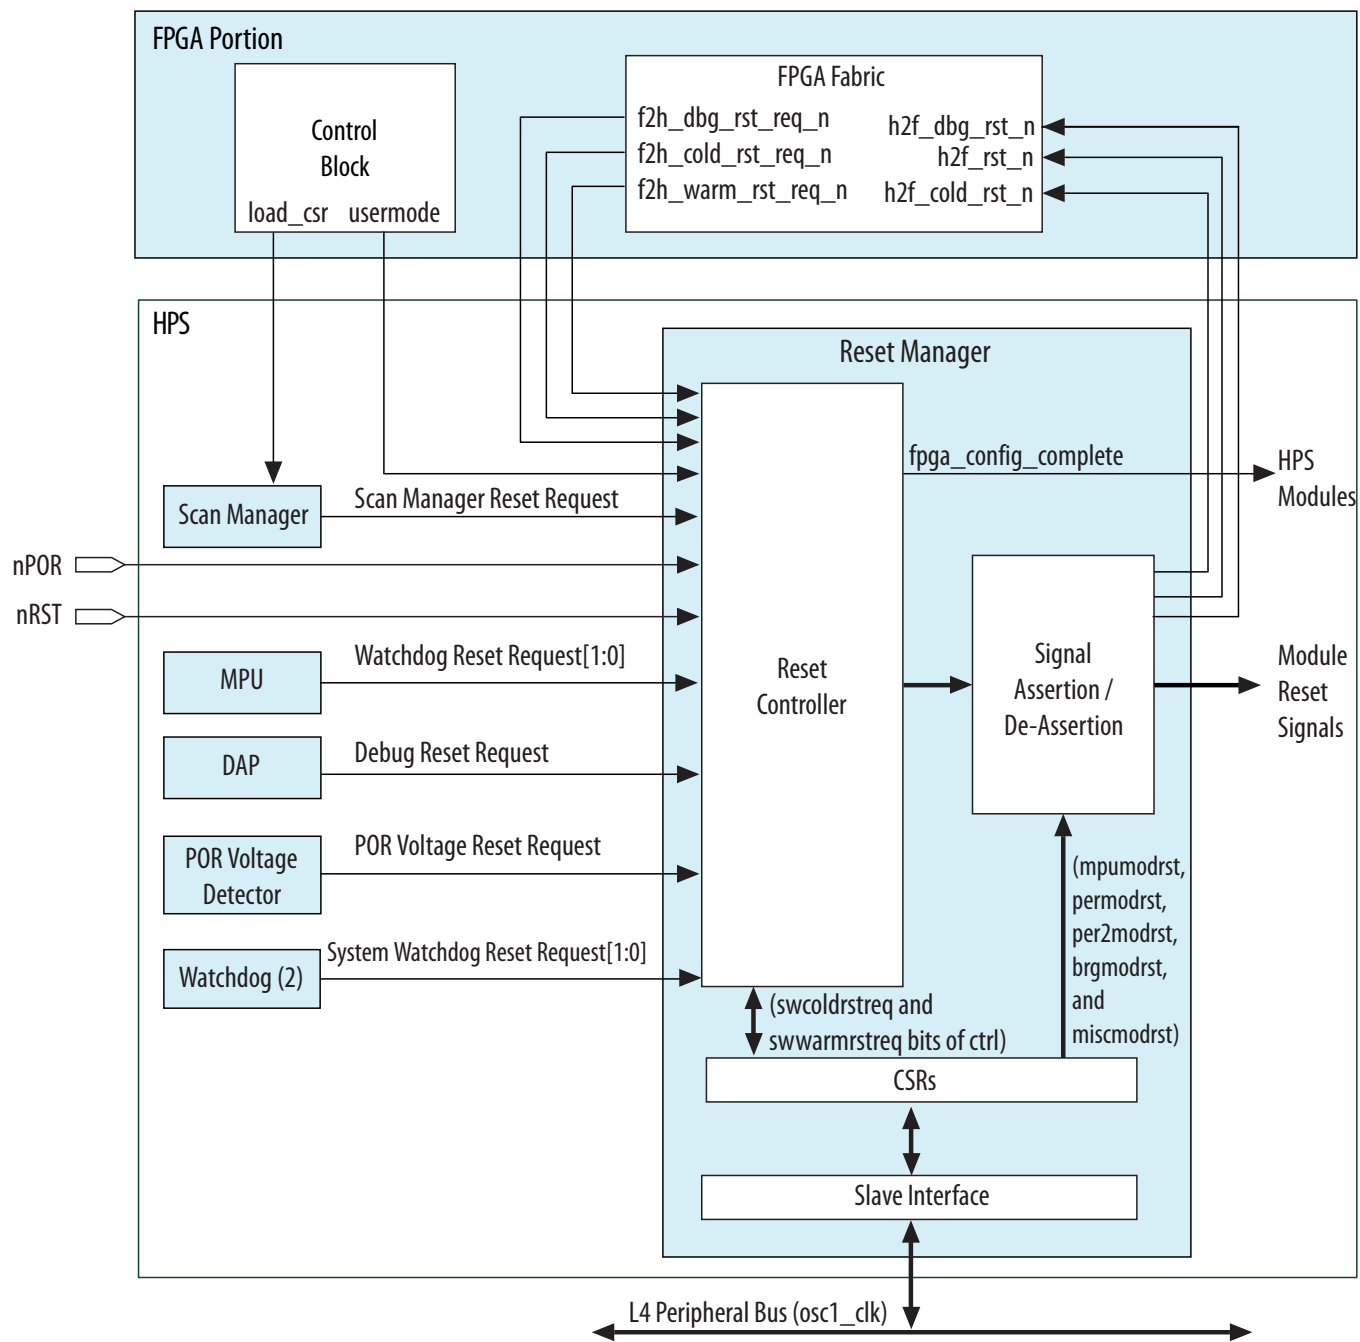 FPGA Portion
Control
Block
load_csr usermode
FPGA Fabric
f2h_dbg_rst_req_n
f2h_cold_rst_req_n
f2h_warm_rst_req_n
h2f_dbg_rst_n
h2f_rst_n
h2f_cold_rst_n
HPS
Reset Manager
fpga_config_complete
HPS
Modules
Scan Manager
Scan Manager Reset Request
nPOR
nRST
MPU
Watchdog Reset Request[1:0]
Reset
Controller
Signal
Assertion /
De-Assertion
Module
Reset
Signals
DAP
Debug Reset Request
POR Voltage
Detector
POR Voltage Reset Request
Watchdog (2)
System Watchdog Reset Request[1:0]
(mpumodrst,
permodrst,
per2modrst,
brgmodrst,
and
miscmodrst)
(swcoldrstreq and
swwarmrstreq bits of ctrl)
CSRs
Slave Interface
L4 Peripheral Bus (osc1_clk)